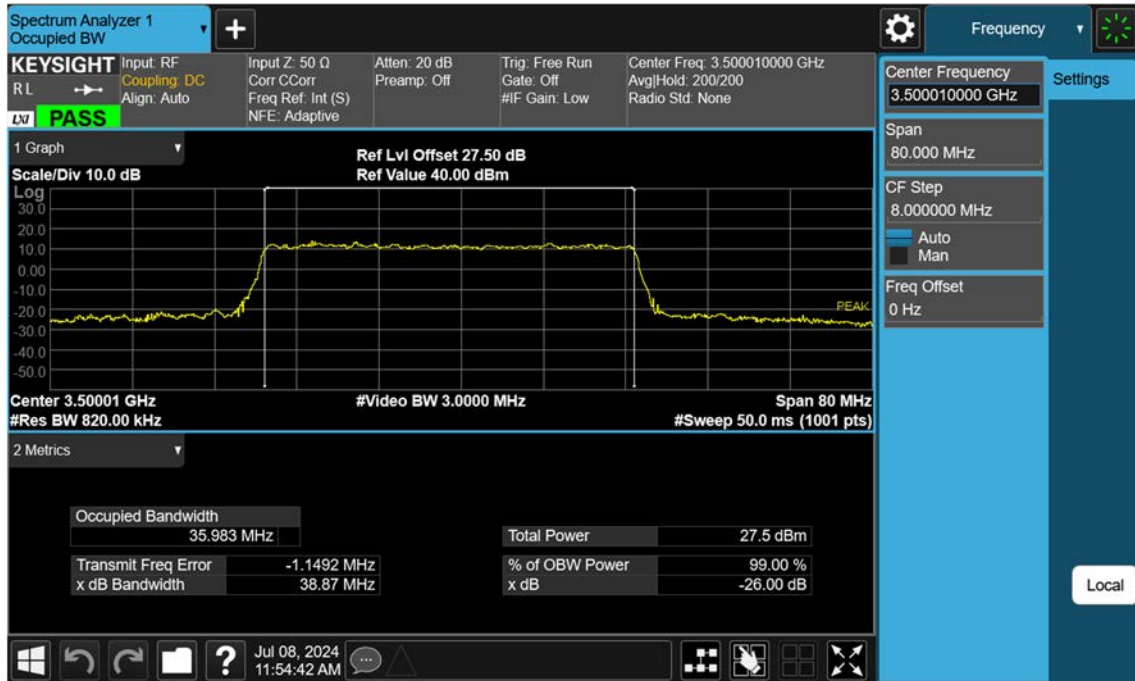 Spectrum Analyzer 1
Occupied BW
+
Frequency
KEYSIGHT
RL
LXI
PASS
Input: RF
Coupling: DC
Align: Auto
Input Z: 50 Ω
Corr CCorr
Freq Ref: Int (S)
NFE: Adaptive
Atten: 20 dB
Preamp: Off
Trig: Free Run
Gate: Off
#IF Gain: Low
Center Freq: 3.500010000 GHz
Avg|Hold: 200/200
Radio Std: None
Center Frequency
3.500010000 GHz
Settings
Span
80.000 MHz
CF Step
8.000000 MHz
Auto
Man
Freq Offset
0 Hz
Local
1 Graph
Scale/Div 10.0 dB
Ref Lvl Offset 27.50 dB
Ref Value 40.00 dBm
Log
30.0
20.0
10.0
0.00
-10.0
-20.0
-30.0
-40.0
-50.0
PEAK
Center 3.50001 GHz
#Video BW 3.0000 MHz
Span 80 MHz
#Res BW 820.00 kHz
#Sweep 50.0 ms (1001 pts)
2 Metrics
Occupied Bandwidth
35.983 MHz
Total Power 27.5 dBm
Transmit Freq Error -1.1492 MHz
% of OBW Power 99.00 %
x dB Bandwidth 38.87 MHz
x dB -26.00 dB
?
Jul 08, 2024
11:54:42 AM